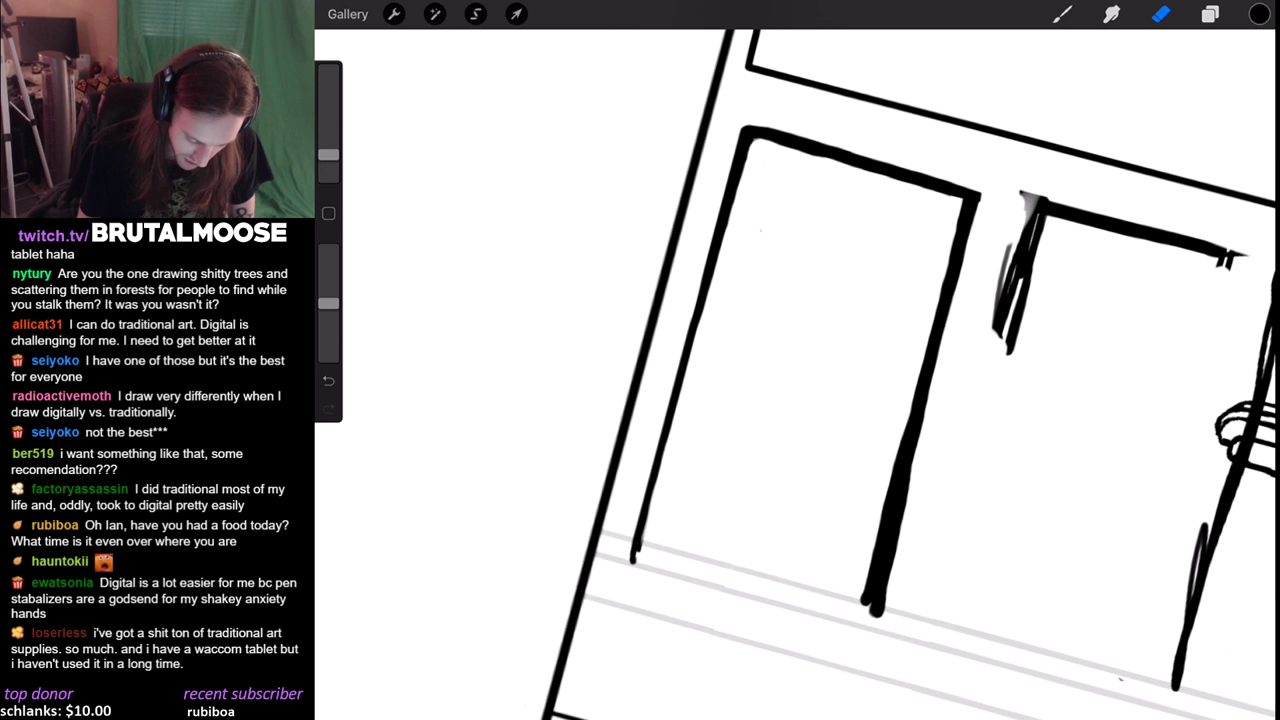 Gallery
twitch.tv/BRUTALMOOSE
tablet haha
nytury Are you the one drawing shitty trees and
scattering them in forests for people to find while
you stalk them? It was you wasn't it?
allicat31 I can do traditional art. Digital is
challenging for me. I need to get better at it
seiyoko I have one of those but it's the best
for everyone
radioactivemoth I draw very differently when I
draw digitally vs. traditionally.
seiyoko not the best***
ber519 i want something like that, some
recomendation???
factoryassassin I did traditional most of my
life and, oddly, took to digital pretty easily
rubiboa Oh Ian, have you had a food today?
What time is it even over where you are
hauntokii
ewatsonia Digital is a lot easier for me bc pen
stabalizers are a godsend for my shakey anxiety
hands
loserless i've got a shit ton of traditional art
supplies. so much. and i have a waccom tablet but
i haven't used it in a long time.
top donor
recent subscriber
schlanks: $10.00
rubiboa